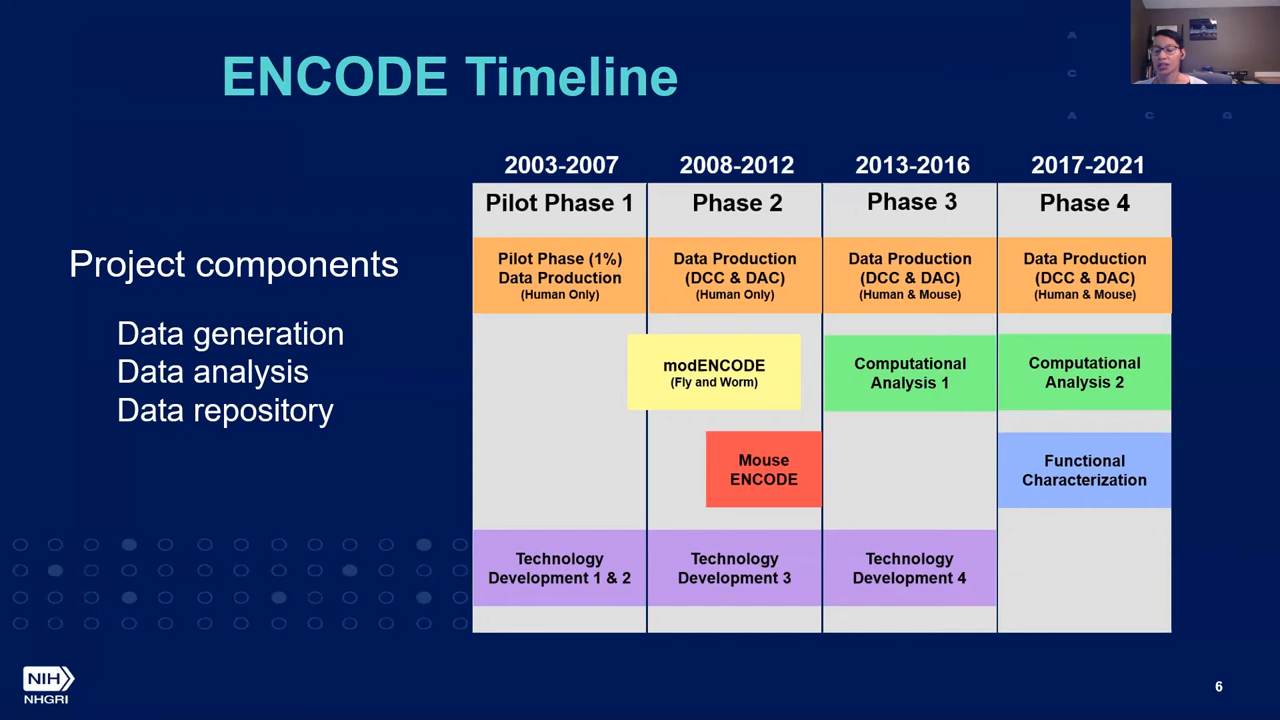 ENCODE Timeline
A
C
A C G
2003-2007 2008-2012 2013-2016 2017-2021
Pilot Phase 1 Phase 2 Phase 3 Phase 4
Project components
Data generation
Data analysis
Data repository
Pilot Phase (1%)
Data Production
(Human Only)
Data Production
(DCC & DAC)
(Human Only)
Data Production
(DCC & DAC)
(Human & Mouse)
Data Production
(DCC & DAC)
(Human & Mouse)
modENCODE
(Fly and Worm)
Computational
Analysis 1
Computational
Analysis 2
Mouse
ENCODE
Functional
Characterization
Technology
Development 1 & 2
Technology
Development 3
Technology
Development 4
NIH
NHGRI
6